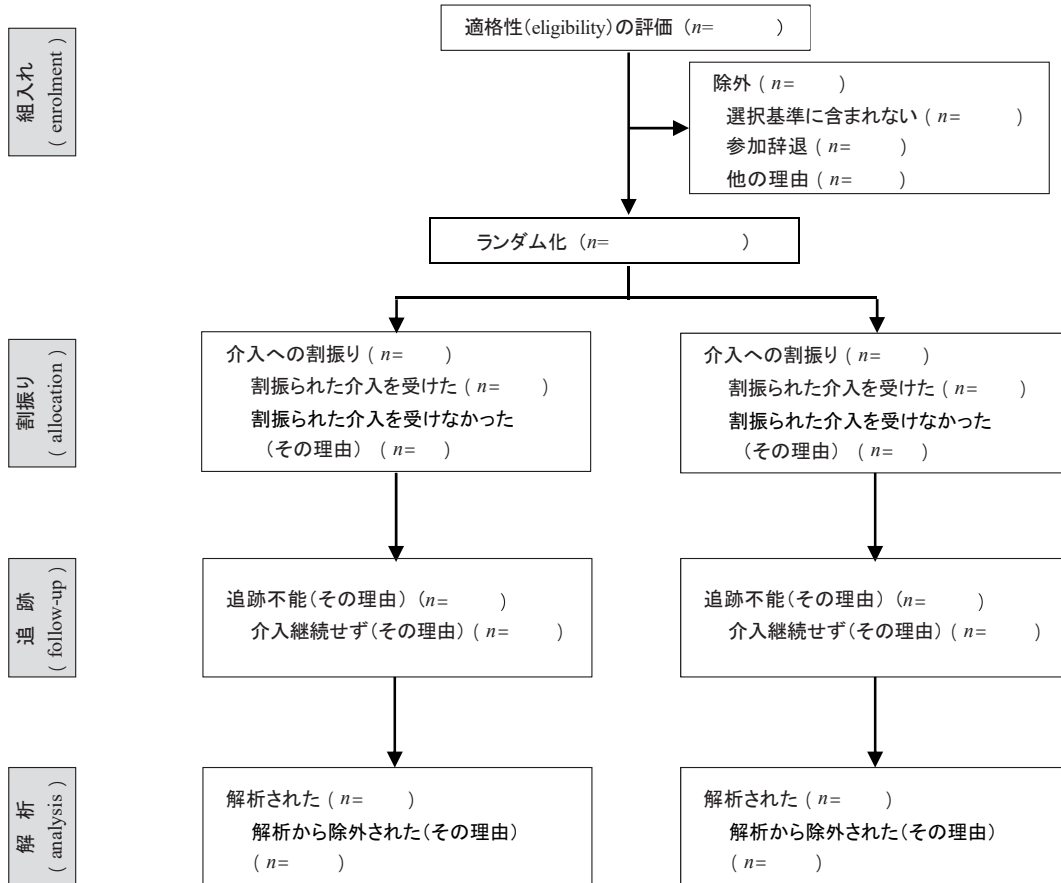 組入れ
( enrolment )
適格性(eligibility)の評価 (n= )
除外 ( n= )
選択基準に含まれない ( n= )
参加辞退 ( n= )
他の理由 ( n= )
ランダム化 (n= )
割振り
( allocation )
介入への割振り ( n= )
割振られた介入を受けた ( n= )
割振られた介入を受けなかった
(その理由) ( n= )
介入への割振り ( n= )
割振られた介入を受けた ( n= )
割振られた介入を受けなかった
(その理由) ( n= )
追 跡
( follow-up )
追跡不能(その理由) (n= )
介入継続せず(その理由) ( n= )
追跡不能(その理由) (n= )
介入継続せず(その理由) ( n= )
解 析
( analysis )
解析された ( n= )
解析から除外された(その理由)
( n= )
解析された ( n= )
解析から除外された(その理由)
( n= )